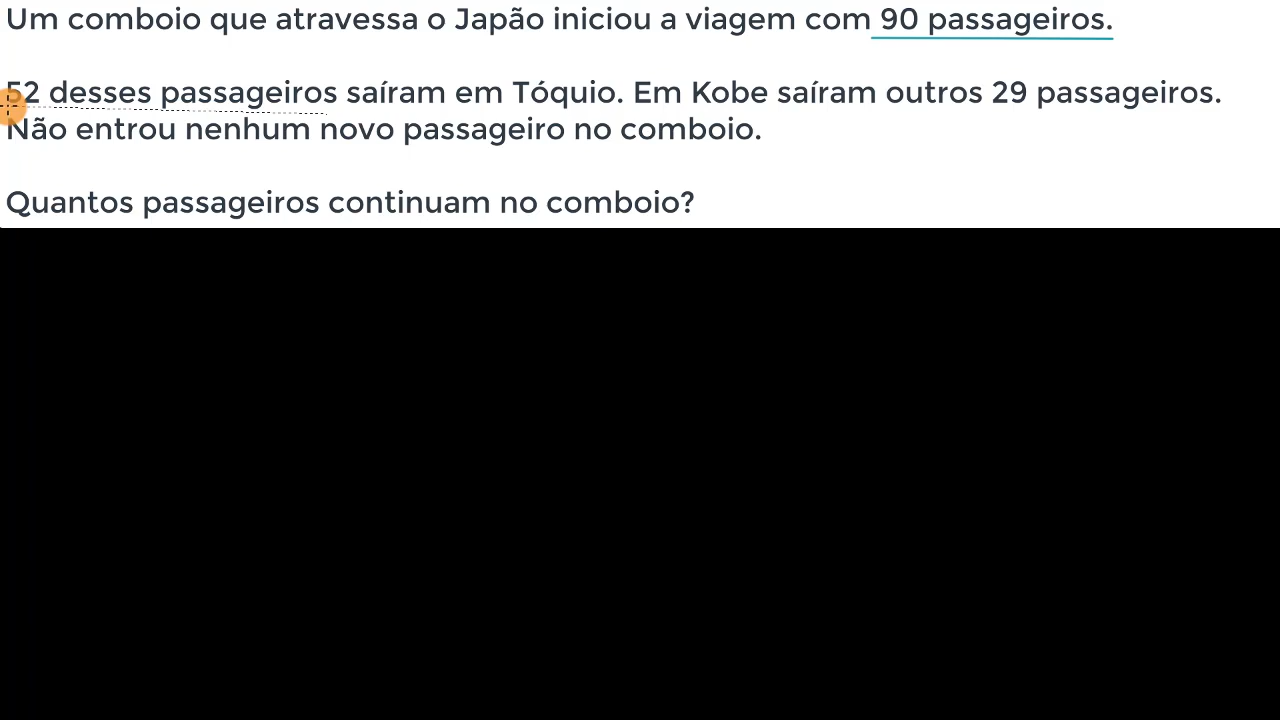 Um comboio que atravessa o Japão iniciou a viagem com 90 passageiros.
52 desses passageiros saíram em Tóquio. Em Kobe saíram outros 29 passageiros.
Não entrou nenhum novo passageiro no comboio.
Quantos passageiros continuam no comboio?